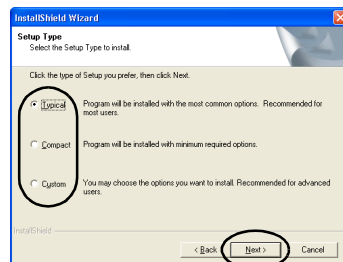 InstallShield Wizard
Setup Type
Select the Setup Type to install.
Click the type of Setup you prefer, then click Next.
Typical Program will be installed with the most common options. Recommended for
most users.
Compact Program will be installed with minimum required options.
Custom You may choose the options you want to install. Recommended for advanced
users.
InstallShield
< Back Next > Cancel